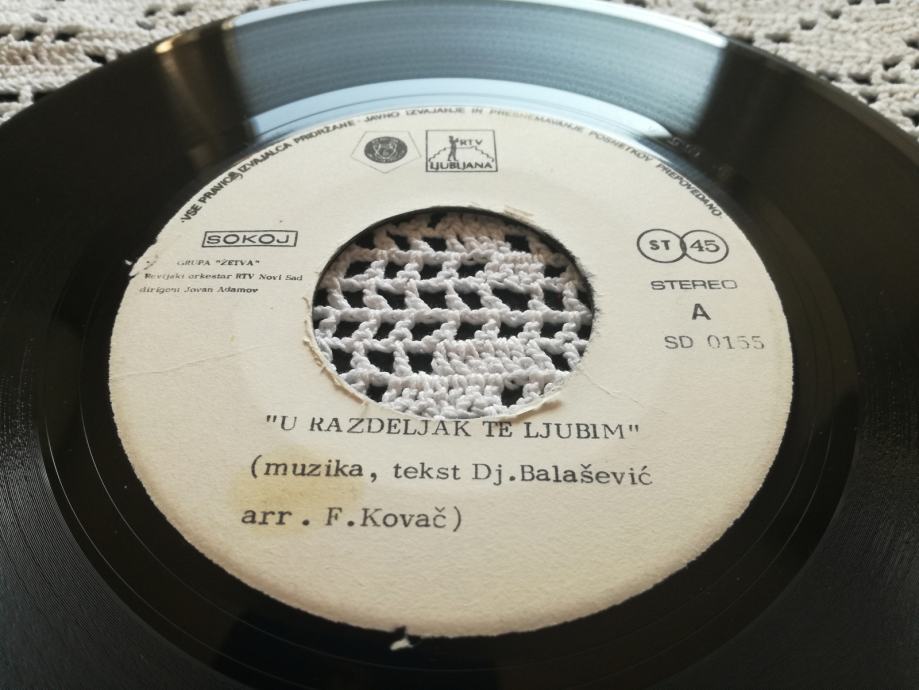 ·VSE PRAVICE IZVAJALCA PRIDRŽANE·JAVNO IZVAJANJE IN PRESNEMAVANJE POSNETKOV PREPOVEDANO·
RTV
LJUBLJANA
SOKOJ
GRUPA "ŽETVA"
Revijski orkestar RTV Novi Sad
dirigent Jovan Adamov
ST 45
STEREO
A
SD 0155
"U RAZDELJAK TE LJUBIM"
(muzika, tekst Dj.Balašević
arr. F.Kovač)